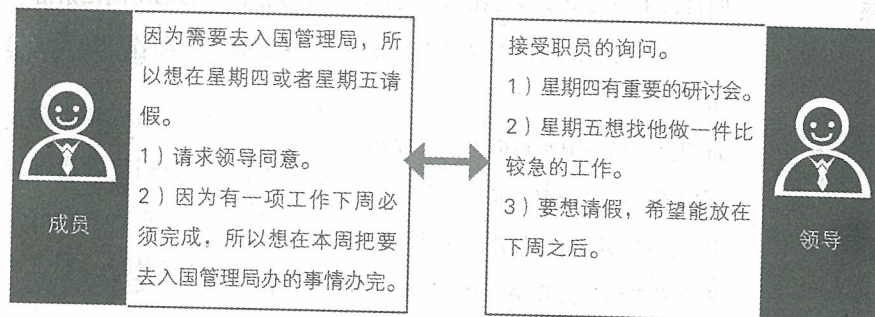 因为需要去入国管理局，所
以想在星期四或者星期五请
假。
1）请求领导同意。
2）因为有一项工作下周必
须完成，所以想在本周把要
去入国管理局办的事情办完。
成员
接受职员的询问。
1）星期四有重要的研讨会。
2）星期五想找他做一件比
较急的工作。
3）要想请假，希望能放在
下周之后。
领导